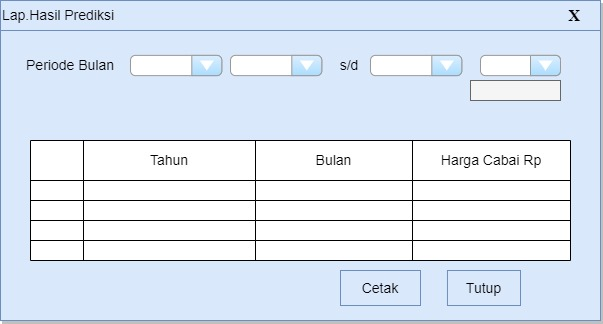 Lap.Hasil Prediksi X
Periode Bulan s/d
Tahun Bulan Harga Cabai Rp
Cetak Tutup